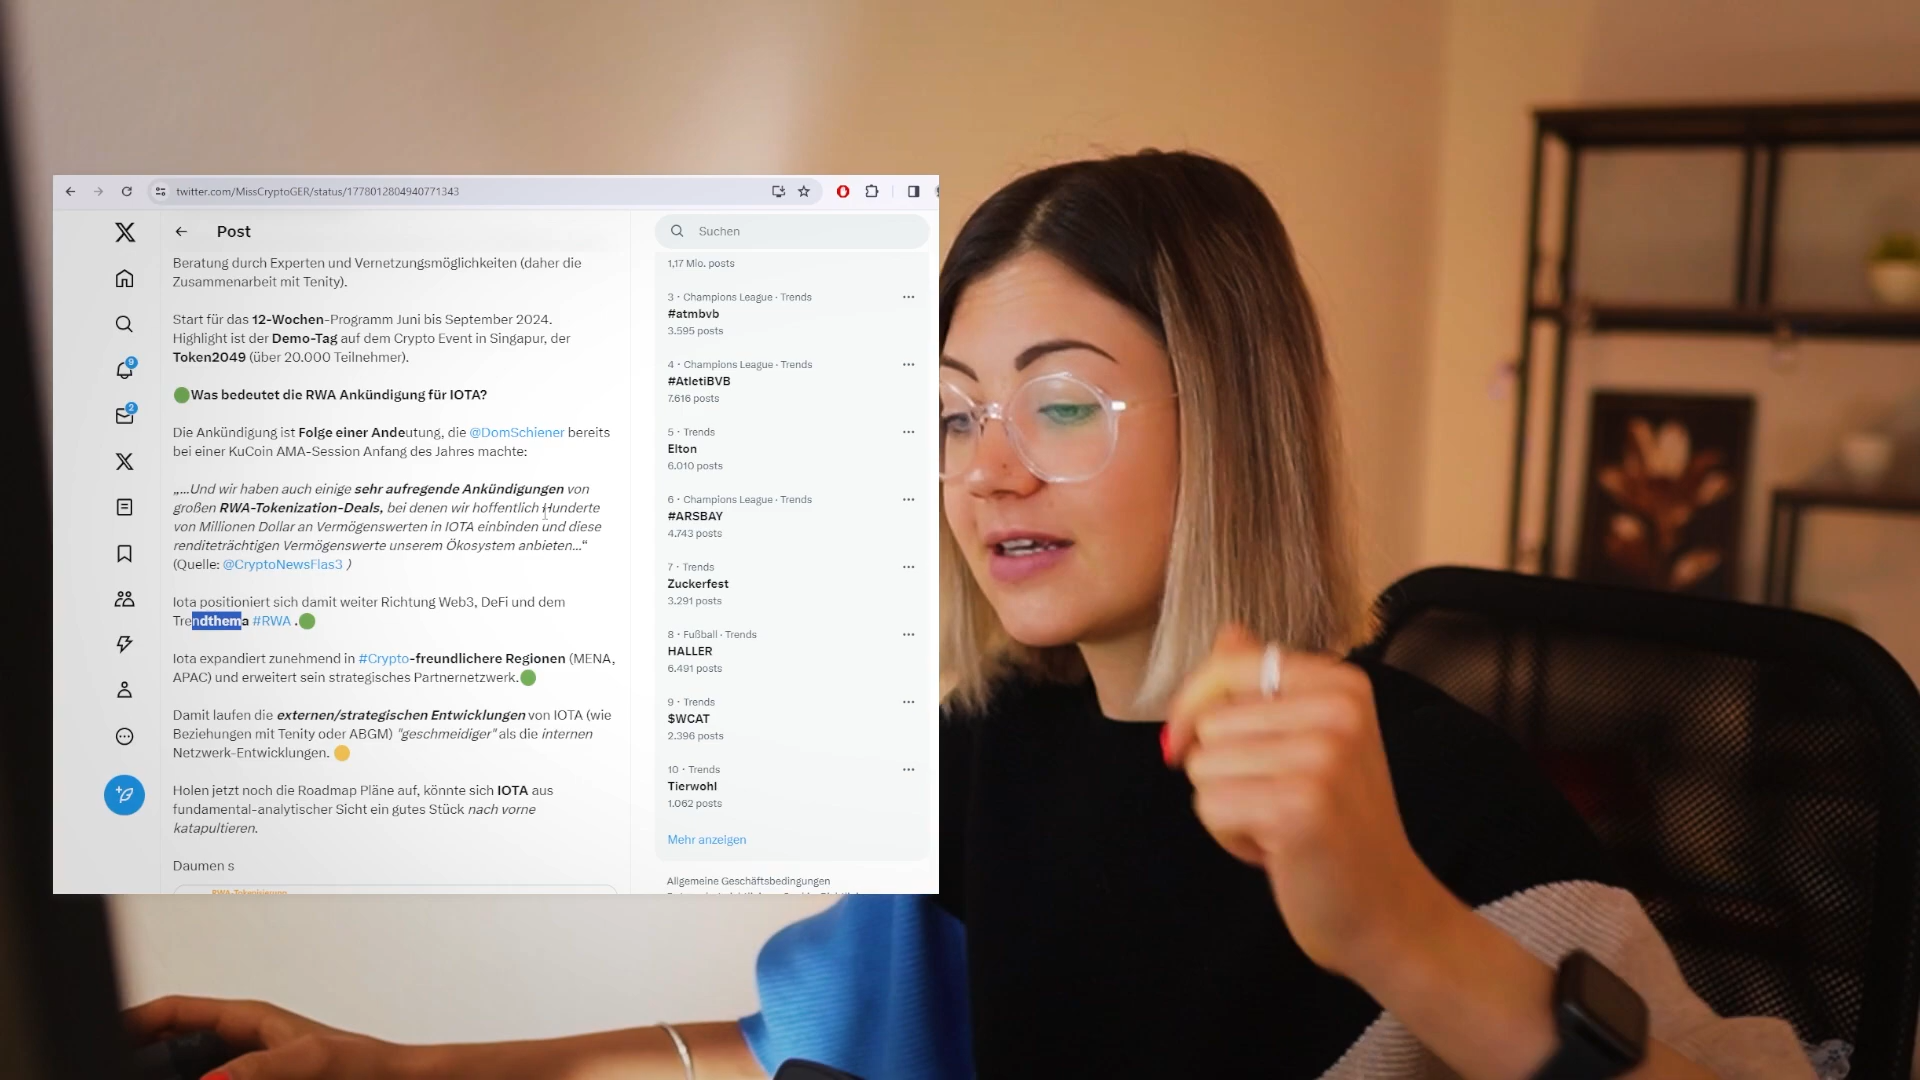 twitter.com/MissCryptoGER/status/1778012804940771343
Post
Beratung durch Experten und Vernetzungsmöglichkeiten (daher die
Zusammenarbeit mit Tenity).
Start für das 12-Wochen-Programm Juni bis September 2024.
Highlight ist der Demo-Tag auf dem Crypto Event in Singapur, der
Token2049 (über 20.000 Teilnehmer).
Was bedeutet die RWA Ankündigung für IOTA?
Die Ankündigung ist Folge einer Andeutung, die @DomSchiener bereits
bei einer KuCoin AMA-Session Anfang des Jahres machte:
„...Und wir haben auch einige sehr aufregende Ankündigungen von
großen RWA-Tokenization-Deals, bei denen wir hoffentlich Hunderte
von Millionen Dollar an Vermögenswerten in IOTA einbinden und diese
renditeträchtigen Vermögenswerte unserem Ökosystem anbieten...“
(Quelle: @CryptoNewsFlas3 )
Iota positioniert sich damit weiter Richtung Web3, DeFi und dem
Trendthema #RWA .
Iota expandiert zunehmend in #Crypto-freundlichere Regionen (MENA,
APAC) und erweitert sein strategisches Partnernetzwerk.
Damit laufen die externen/strategischen Entwicklungen von IOTA (wie
Beziehungen mit Tenity oder ABGM) "geschmeidiger" als die internen
Netzwerk-Entwicklungen.
Holen jetzt noch die Roadmap Pläne auf, könnte sich IOTA aus
fundamental-analytischer Sicht ein gutes Stück nach vorne
katapultieren.
Daumen s
RWA-Tokenisierung
9
2
Suchen
1,17 Mio. posts
3 · Champions League · Trends
#atmbvb
3.595 posts
4 · Champions League · Trends
#AtletiBVB
7.616 posts
5 · Trends
Elton
6.010 posts
6 · Champions League · Trends
#ARSBAY
4.743 posts
7 · Trends
Zuckerfest
3.291 posts
8 · Fußball · Trends
HALLER
6.491 posts
9 · Trends
$WCAT
2.396 posts
10 · Trends
Tierwohl
1.062 posts
Mehr anzeigen
Allgemeine Geschäftsbedingungen